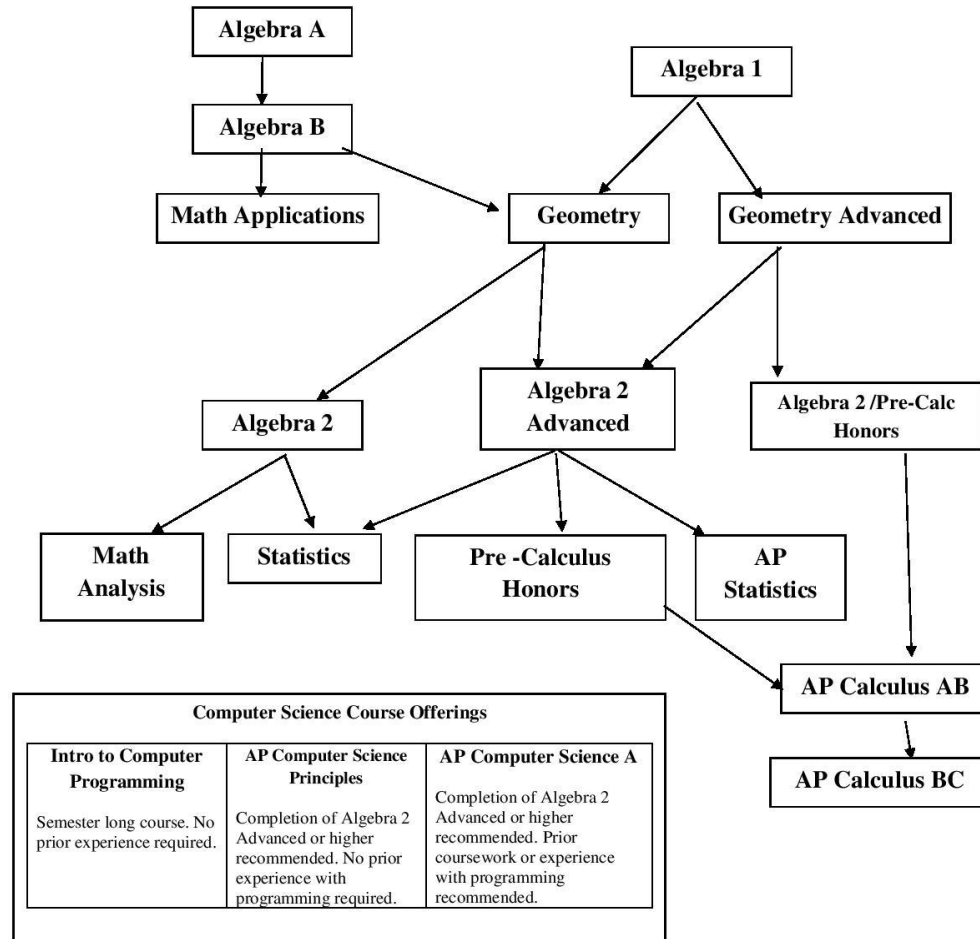 Algebra A
Algebra 1
Algebra B
Math Applications
Geometry
Geometry Advanced
Algebra 2
Algebra 2
Advanced
Algebra 2 /Pre-Calc
Honors
Math
Analysis
Statistics
Pre -Calculus
Honors
AP
Statistics
AP Calculus AB
AP Calculus BC
Computer Science Course Offerings
Intro to Computer
Programming
Semester long course. No
prior experience required.
AP Computer Science
Principles
Completion of Algebra 2
Advanced or higher
recommended. No prior
experience with
programming required.
AP Computer Science A
Completion of Algebra 2
Advanced or higher
recommended. Prior
coursework or experience
with programming
recommended.